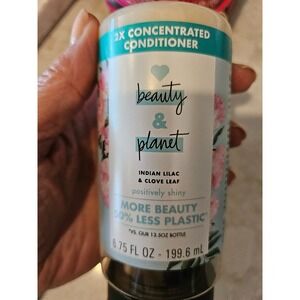 2X CONCENTRATED
CONDITIONER
beauty
&
planet
INDIAN LILAC
& CLOVE LEAF
positively shiny
MORE BEAUTY
50% LESS PLASTIC*
*VS. OUR 13.5OZ BOTTLE
6.75 FL OZ - 199.6 mL